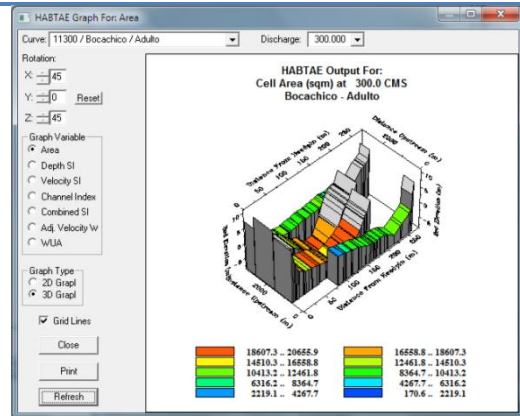 HABTAE Graph For: Area
Curve: 11300 / Bocachico / Adulto
Discharge: 300.000
Rotation:
X: 45
Y: 0 Reset
Z: 45
Graph Variable
Area
Depth SI
Velocity SI
Channel Index
Combined SI
Adj. Velocity W
WUA
Graph Type
2D Grapl
3D Grapl
Grid Lines
Close
Print
Refresh
HABTAE Output For:
Cell Area (sqm) at 300.0 CMS
Bocachico - Adulto
Distance From Headpin (m)
Distance Upstream (m)
Distance Upstream (m)
Distance From Headpin (m)
18607.3 .. 20655.9
16558.8 .. 18607.3
14510.3 .. 16558.8
12461.8 .. 14510.3
10413.2 .. 12461.8
8364.7 .. 10413.2
6316.2 .. 8364.7
4267.7 .. 6316.2
2219.1 .. 4267.7
170.6 .. 2219.1